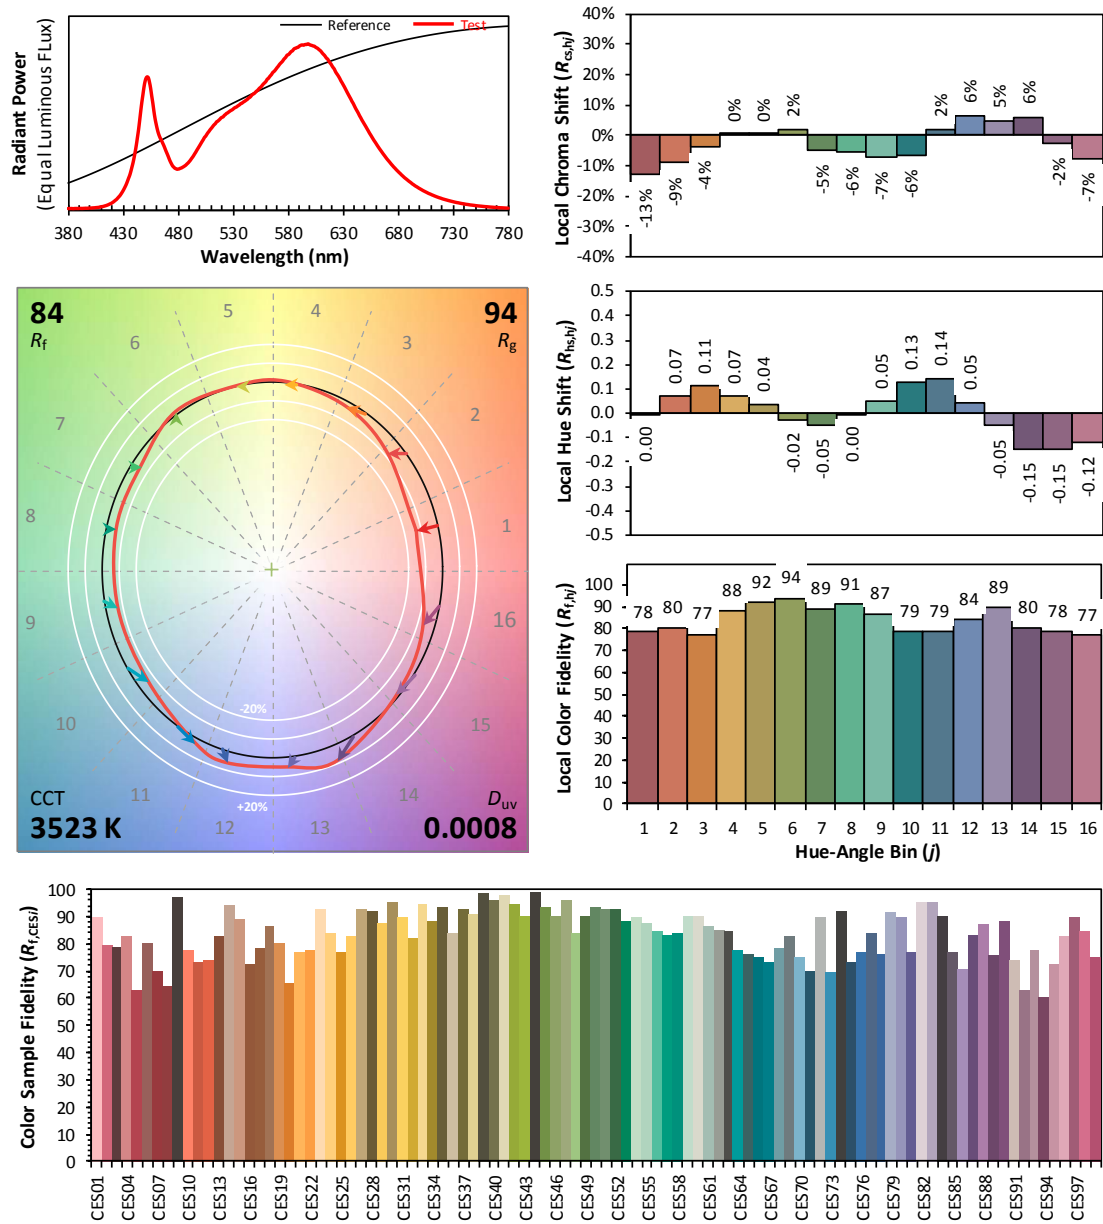 Radiant Power
(Equal Luminous FLux)
Reference
Test
380 430 480 530 580 630 680 730 780
Wavelength (nm)
Local Chroma Shift (Rcs,hj)
40%
30%
20%
10%
0%
-10%
-20%
-30%
-40%
-13% -9% -4% 0% 0% 2% -5% -6% -7% -6% 2% 6% 5% 6% -2% -7%
84
Rf
94
Rg
1 2 3 4 5 6 7 8 9 10 11 12 13 14 15 16
-20%
+20%
CCT
3523 K
Duv
0.0008
Local Hue Shift (Rhs,hj)
0.5
0.4
0.3
0.2
0.1
0.0
-0.1
-0.2
-0.3
-0.4
-0.5
0.00 0.07 0.11 0.07 0.04 -0.02 -0.05 0.00 0.05 0.13 0.14 0.05 -0.05 -0.15 -0.15 -0.12
Local Color Fidelity (Rf,hj)
100
90
80
70
60
50
40
30
20
10
0
78 80 77 88 92 94 89 91 87 79 79 84 89 80 78 77
1 2 3 4 5 6 7 8 9 10 11 12 13 14 15 16
Hue-Angle Bin (j)
Color Sample Fidelity (Rf,CESi)
100
90
80
70
60
50
40
30
20
10
0
CES01 CES04 CES07 CES10 CES13 CES16 CES19 CES22 CES25 CES28 CES31 CES34 CES37 CES40 CES43 CES46 CES49 CES52 CES55 CES58 CES61 CES64 CES67 CES70 CES73 CES76 CES79 CES82 CES85 CES88 CES91 CES94 CES97